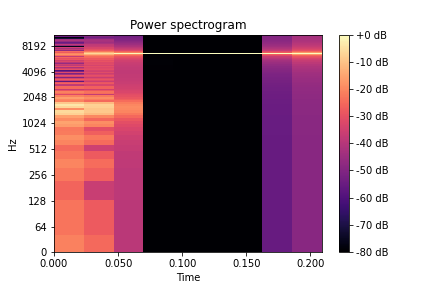 Power spectrogram
8192
4096
2048
1024
512
256
128
64
0
Hz
0.000
0.050
0.100
0.150
0.200
Time
+0 dB
-10 dB
-20 dB
-30 dB
-40 dB
-50 dB
-60 dB
-70 dB
-80 dB